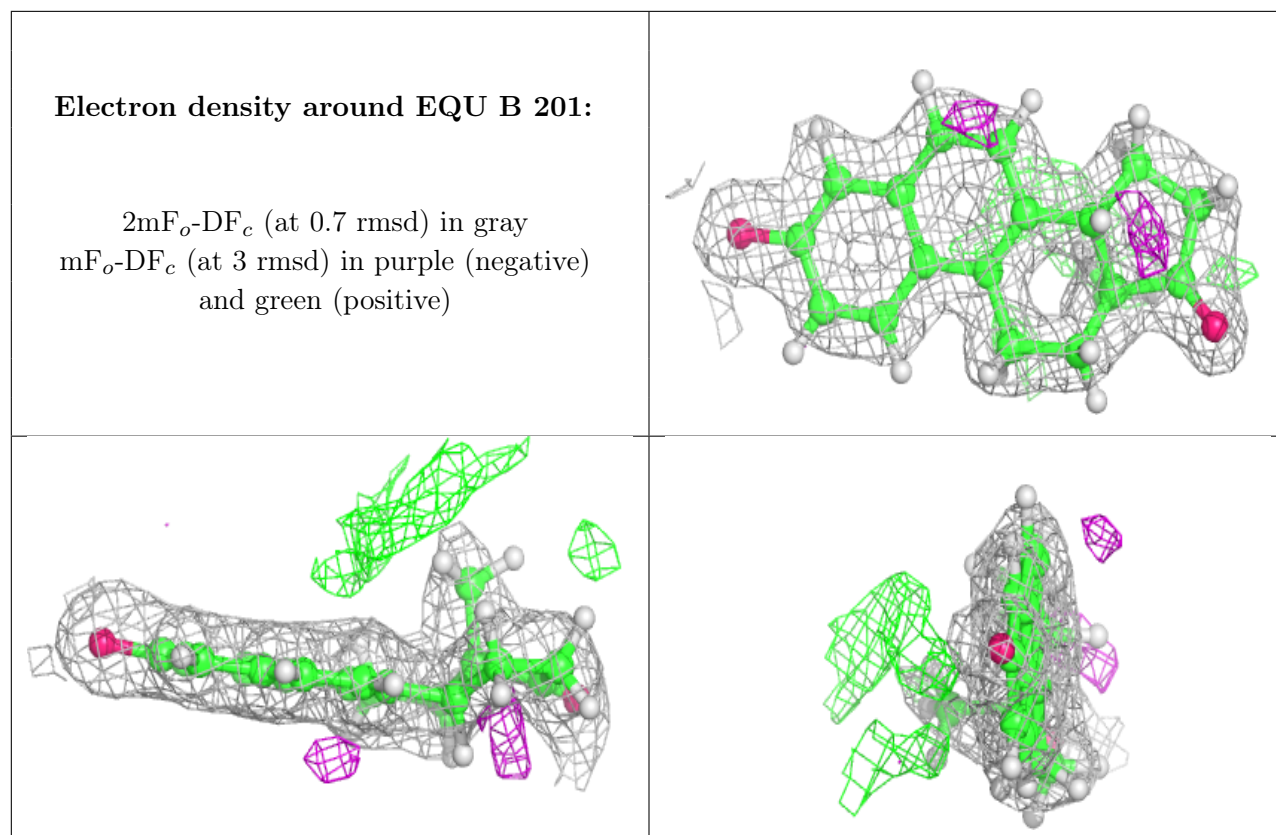 Electron density around EQU B 201:
2mFo-DFc (at 0.7 rmsd) in gray
mFo-DFc (at 3 rmsd) in purple (negative)
and green (positive)